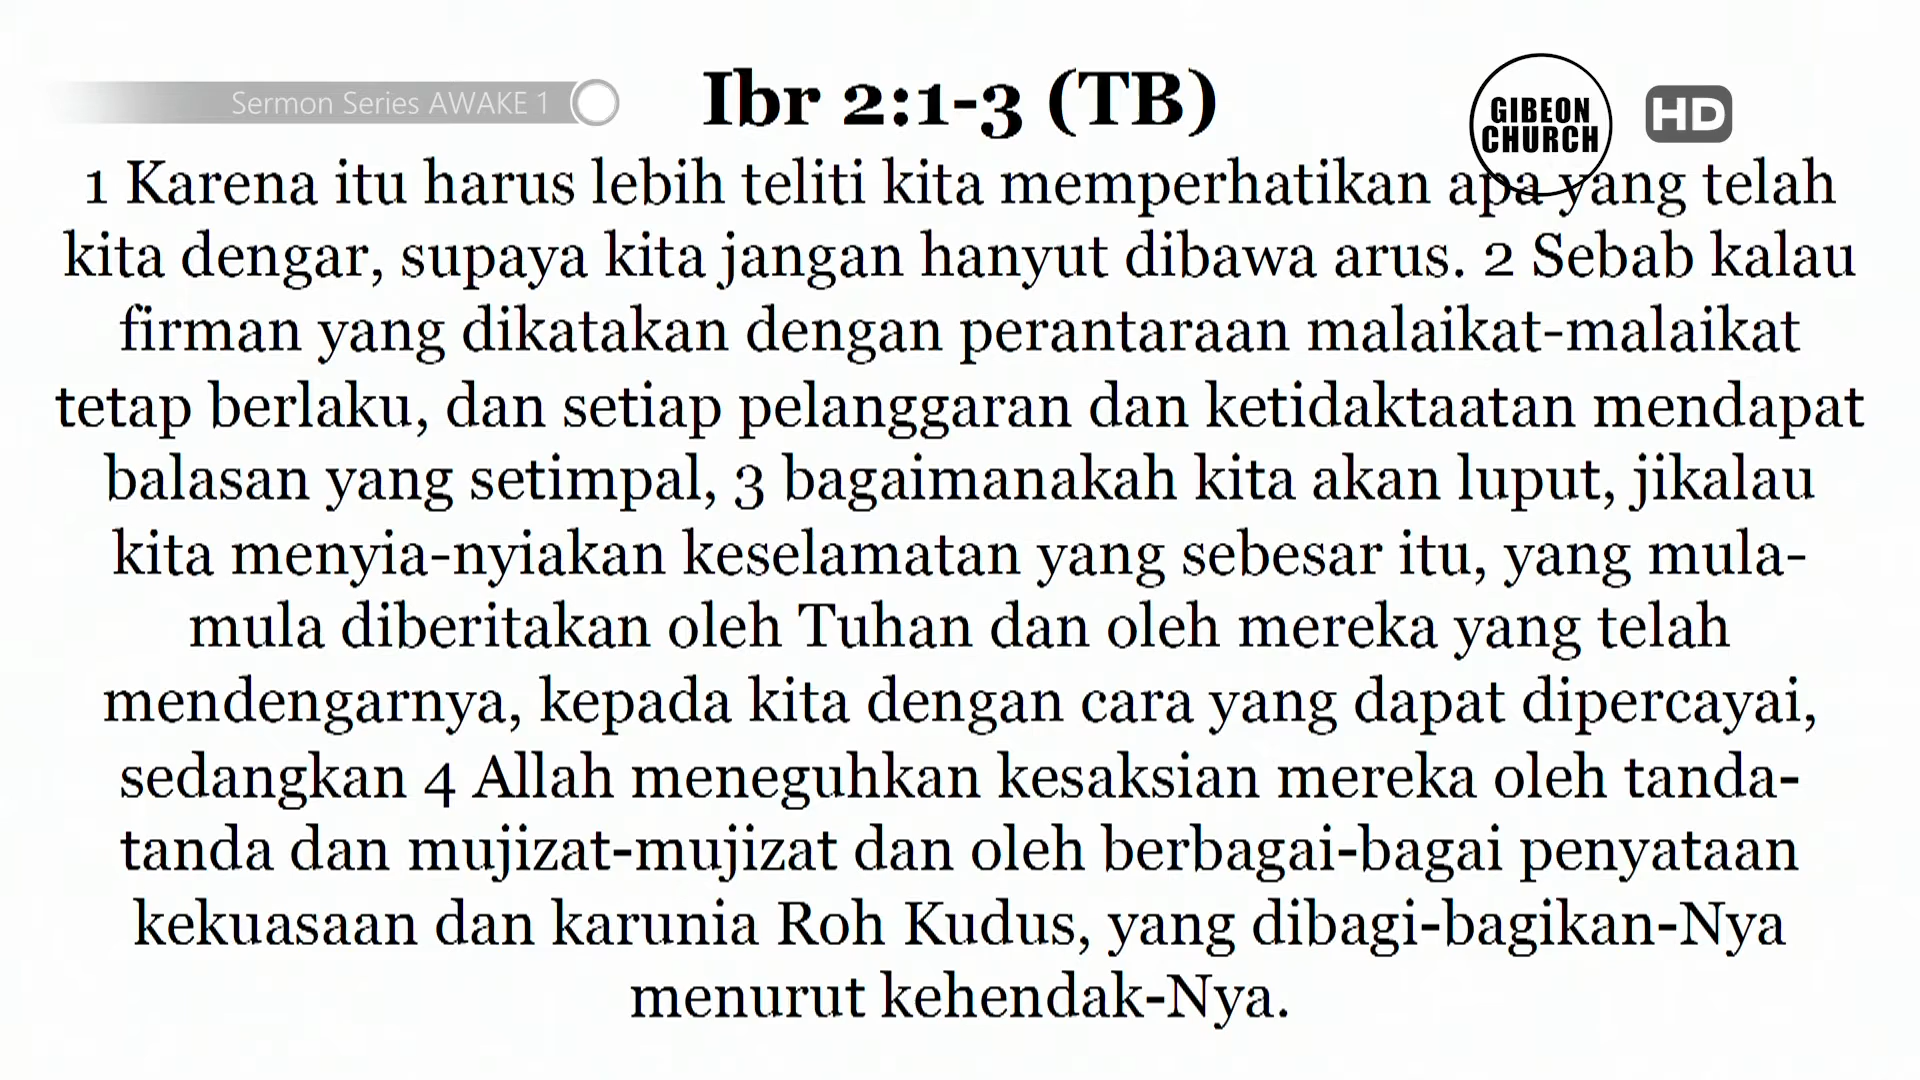 Sermon Series AWAKE 1
Ibr 2:1-3 (TB)
GIBEON
CHURCH
HD
1 Karena itu harus lebih teliti kita memperhatikan apa yang telah
kita dengar, supaya kita jangan hanyut dibawa arus. 2 Sebab kalau
firman yang dikatakan dengan perantaraan malaikat-malaikat
tetap berlaku, dan setiap pelanggaran dan ketidaktaatan mendapat
balasan yang setimpal, 3 bagaimanakah kita akan luput, jikalau
kita menyia-nyiakan keselamatan yang sebesar itu, yang mula-
mula diberitakan oleh Tuhan dan oleh mereka yang telah
mendengarnya, kepada kita dengan cara yang dapat dipercayai,
sedangkan 4 Allah meneguhkan kesaksian mereka oleh tanda-
tanda dan mujizat-mujizat dan oleh berbagai-bagai penyataan
kekuasaan dan karunia Roh Kudus, yang dibagi-bagikan-Nya
menurut kehendak-Nya.